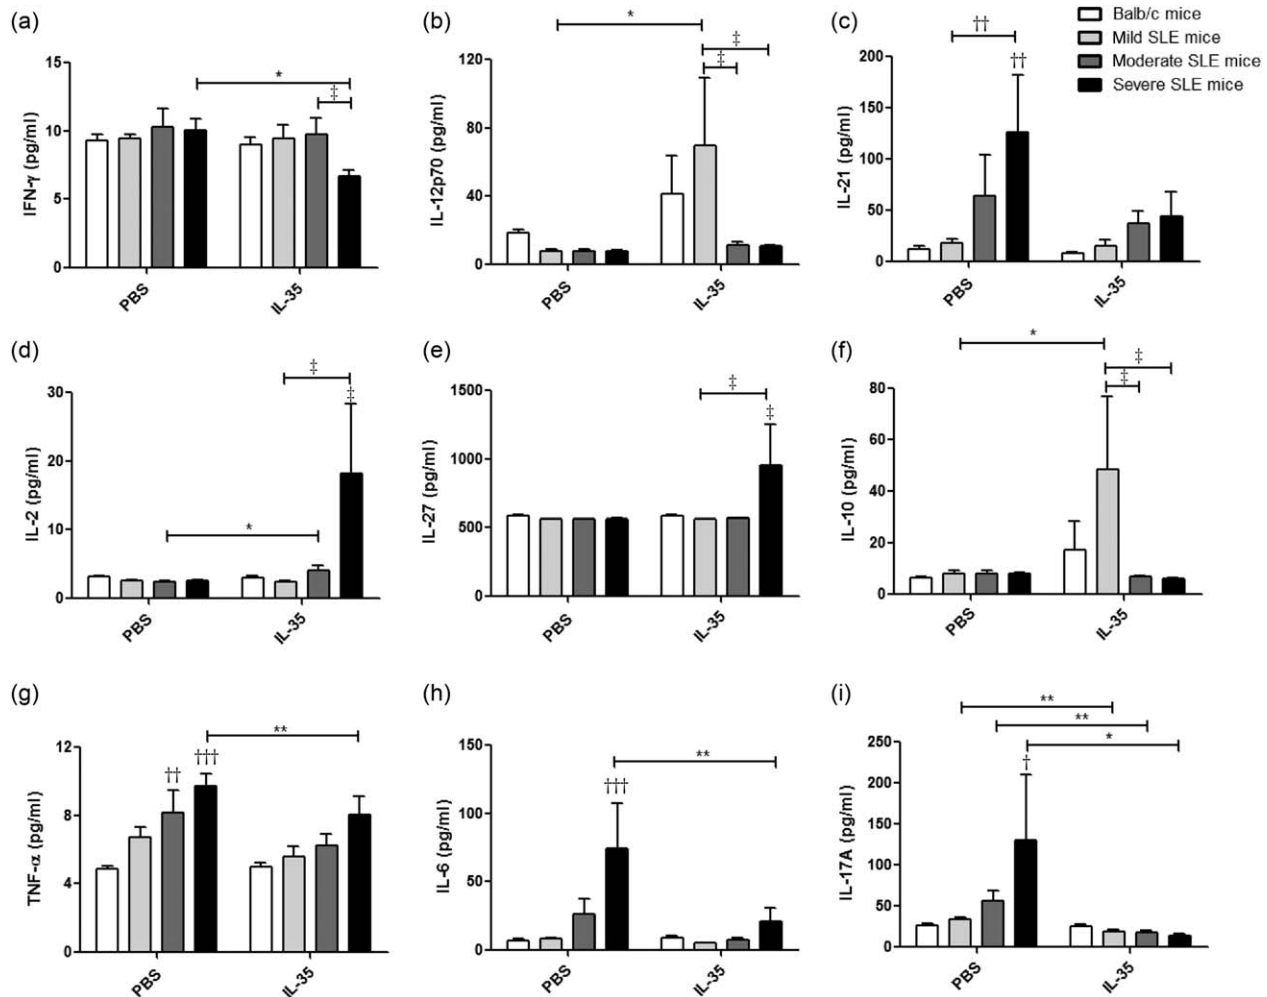 (a)
15
10
5
0
IFN-γ (pg/ml)
*
‡
PBS
IL-35
(b)
120
80
40
0
IL-12p70 (pg/ml)
*
‡
‡
PBS
IL-35
(c)
200
150
100
50
0
IL-21 (pg/ml)
††
††
PBS
IL-35
Balb/c mice
Mild SLE mice
Moderate SLE mice
Severe SLE mice
(d)
30
20
10
0
IL-2 (pg/ml)
‡
‡
*
PBS
IL-35
(e)
1500
1000
500
0
IL-27 (pg/ml)
‡
‡
PBS
IL-35
(f)
80
60
40
20
0
IL-10 (pg/ml)
*
‡
‡
PBS
IL-35
(g)
12
8
4
0
TNF-α (pg/ml)
**
††
†††
PBS
IL-35
(h)
150
100
50
0
IL-6 (pg/ml)
**
†††
PBS
IL-35
(i)
250
200
150
100
50
0
IL-17A (pg/ml)
**
**
*
†
PBS
IL-35